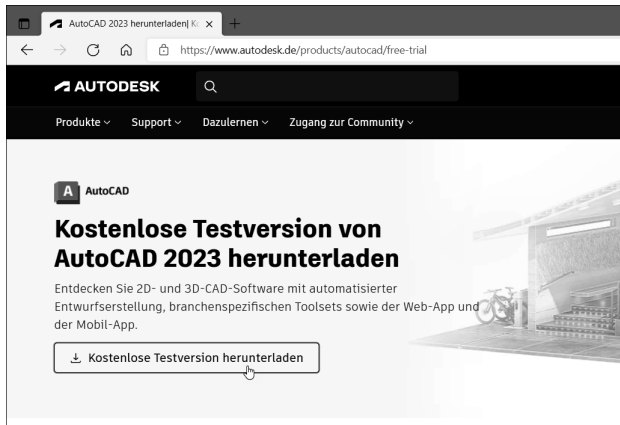 AutoCAD 2023 herunterladen| Ko
https://www.autodesk.de/products/autocad/free-trial
AUTODESK
Produkte Support Dazulernen Zugang zur Community
A AutoCAD
Kostenlose Testversion von
AutoCAD 2023 herunterladen
Entdecken Sie 2D- und 3D-CAD-Software mit automatisierter
Entwurfserstellung, branchenspezifischen Toolsets sowie der Web-App und
der Mobil-App.
Kostenlose Testversion herunterladen